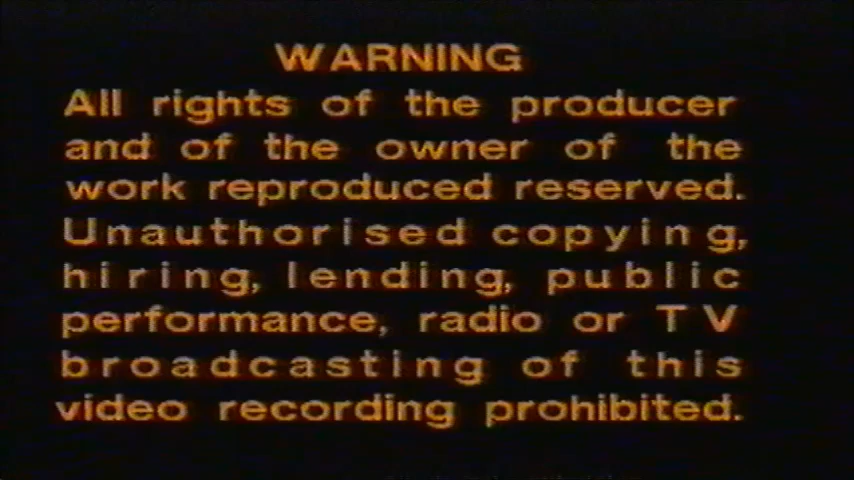 WARNING
All rights of the producer
and of the owner of the
work reproduced reserved.
Unauthorised copying,
hiring, lending, public
performance, radio or TV
broadcasting of this
video recording prohibited.